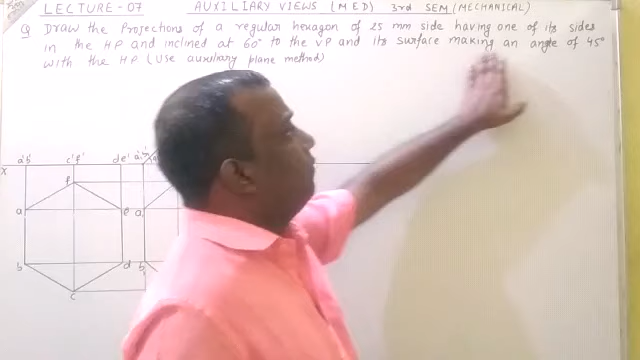 LECTURE - 07 AUXILIARY VIEWS (MED) 3rd SEM (MECHANICAL)
Q Draw the Projections of a regular hexagon of 25 mm side having one of its sides
in the HP and inclined at 60° to the VP and its surface making an angle of 45°
with the HP (Use auxiliary plane method)
a'b' c'f' d'e' a'b'
X
f
a e a
b d b
c